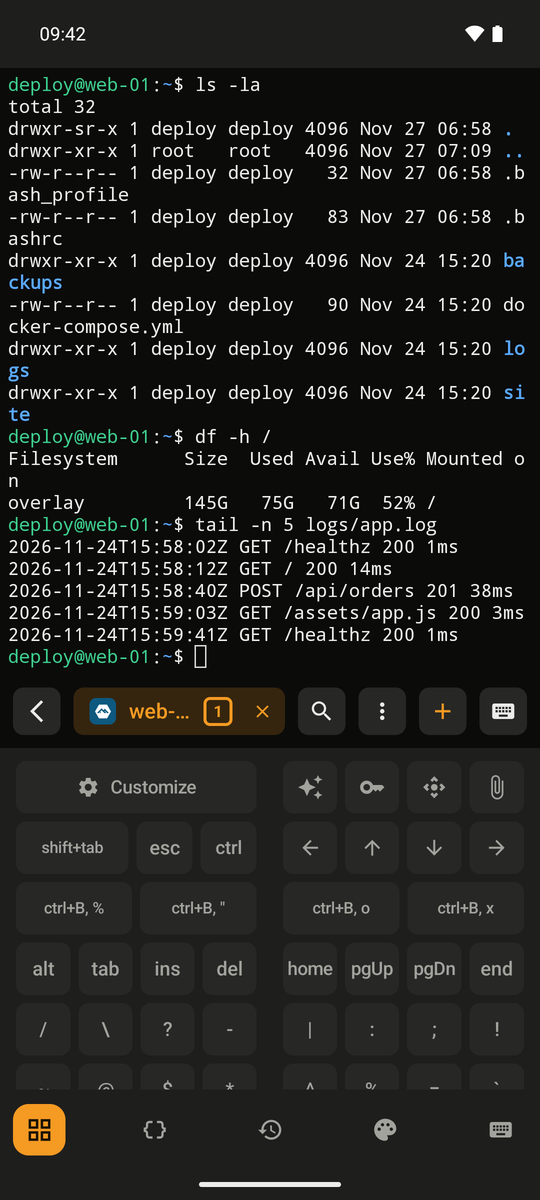 09:42
deploy@web-01:~$ ls -la
total 32
drwxr-sr-x 1 deploy deploy 4096 Nov 27 06:58 .
drwxr-xr-x 1 root   root   4096 Nov 27 07:09 ..
-rw-r--r-- 1 deploy deploy   32 Nov 27 06:58 .b
ash_profile
-rw-r--r-- 1 deploy deploy   83 Nov 27 06:58 .b
ashrc
drwxr-xr-x 1 deploy deploy 4096 Nov 24 15:20 ba
ckups
-rw-r--r-- 1 deploy deploy   90 Nov 24 15:20 do
cker-compose.yml
drwxr-xr-x 1 deploy deploy 4096 Nov 24 15:20 lo
gs
drwxr-xr-x 1 deploy deploy 4096 Nov 24 15:20 si
te
deploy@web-01:~$ df -h /
Filesystem      Size  Used Avail Use% Mounted o
n
overlay         145G   75G   71G  52% /
deploy@web-01:~$ tail -n 5 logs/app.log
2026-11-24T15:58:02Z GET /healthz 200 1ms
2026-11-24T15:58:12Z GET / 200 14ms
2026-11-24T15:58:40Z POST /api/orders 201 38ms
2026-11-24T15:59:03Z GET /assets/app.js 200 3ms
2026-11-24T15:59:41Z GET /healthz 200 1ms
deploy@web-01:~$
web-... 1 ×
Customize
shift+tab esc ctrl
ctrl+B, % ctrl+B, " ctrl+B, o ctrl+B, x
alt tab ins del home pgUp pgDn end
/ \ ? - | : ; !
~ @ $ * ^ % = `